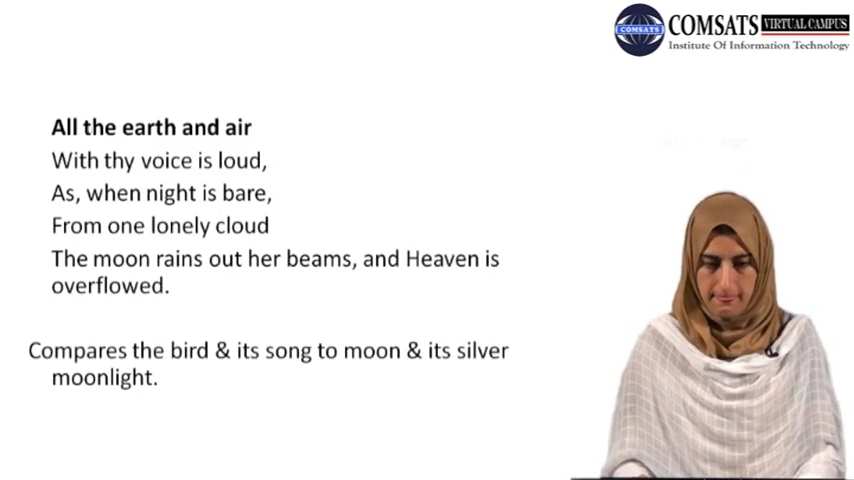 COMSATS VIRTUAL CAMPUS
COMSATS
Institute Of Information Technology
All the earth and air
With thy voice is loud,
As, when night is bare,
From one lonely cloud
The moon rains out her beams, and Heaven is
overflowed.
Compares the bird & its song to moon & its silver
moonlight.